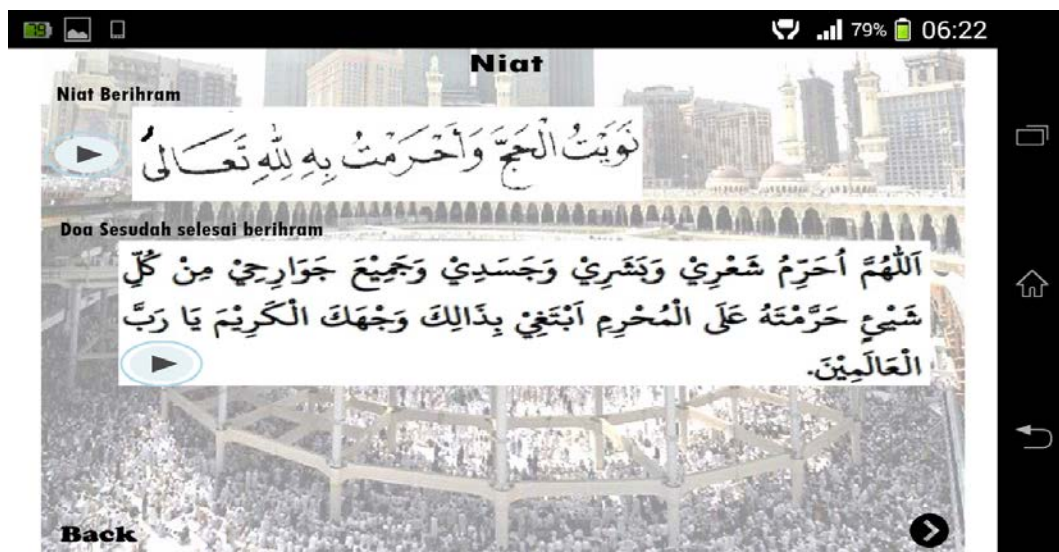 79
79% 06:22
Niat
Niat Berihram
نَوَيْتُ الْحَجَّ وَأَحْرَمْتُ بِهِ لِلّٰهِ تَعَالَىٰ
Doa Sesudah selesai berihram
اَللّٰهُمَّ اُحَرِّمُ شَعْرِيْ وَبَشَرِيْ وَجَسَدِيْ وَجَمِيْعَ جَوَارِحِيْ مِنْ كُلِّ
شَيْئٍ حَرَّمْتَهُ عَلَى الْمُحْرِمِ اَبْتَغِيْ بِذَالِكَ وَجْهَكَ الْكَرِيْمَ يَا رَبَّ
الْعَالَمِيْنَ.
Back